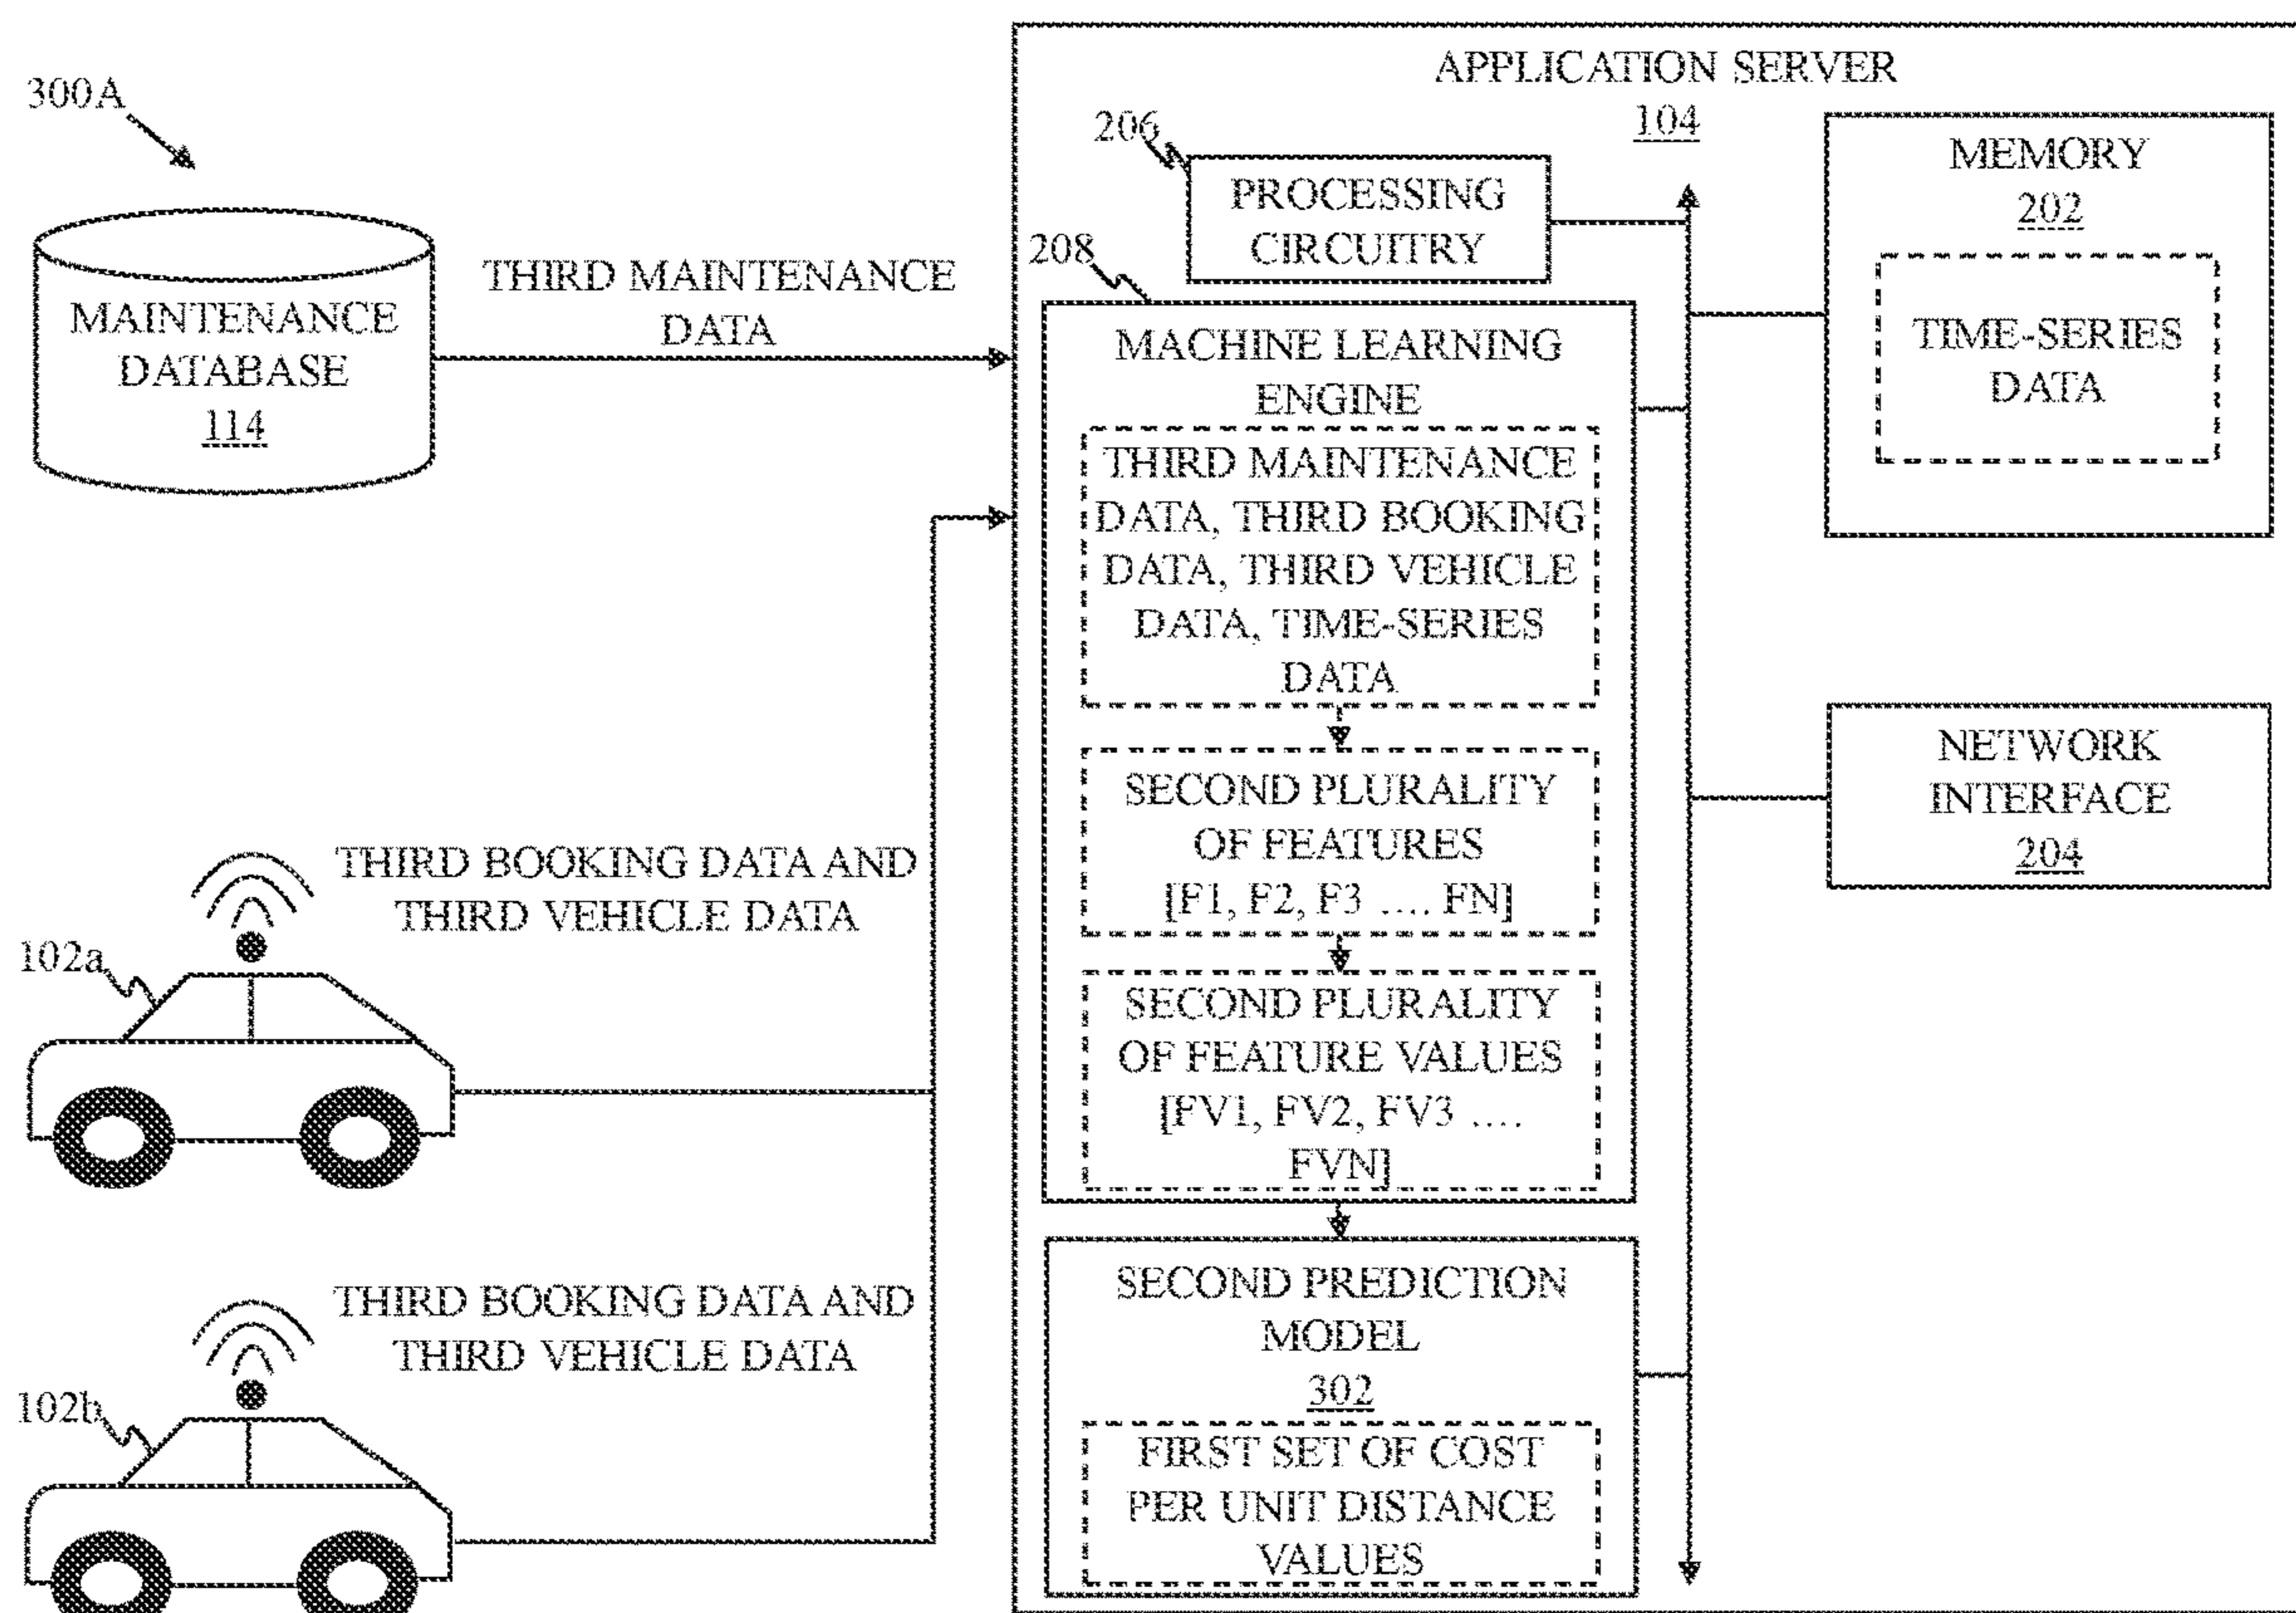 300A
MAINTENANCE
DATABASE
114
THIRD MAINTENANCE
DATA
102a
THIRD BOOKING DATA AND
THIRD VEHICLE DATA
102b
THIRD BOOKING DATA AND
THIRD VEHICLE DATA
APPLICATION SERVER
104
206
PROCESSING
CIRCUITRY
208
MACHINE LEARNING
ENGINE
THIRD MAINTENANCE
DATA, THIRD BOOKING
DATA, THIRD VEHICLE
DATA, TIME-SERIES
DATA
SECOND PLURALITY
OF FEATURES
[F1, F2, F3 .... FN]
SECOND PLURALITY
OF FEATURE VALUES
[FV1, FV2, FV3 ....
FVN]
SECOND PREDICTION
MODEL
302
FIRST SET OF COST
PER UNIT DISTANCE
VALUES
MEMORY
202
TIME-SERIES
DATA
NETWORK
INTERFACE
204